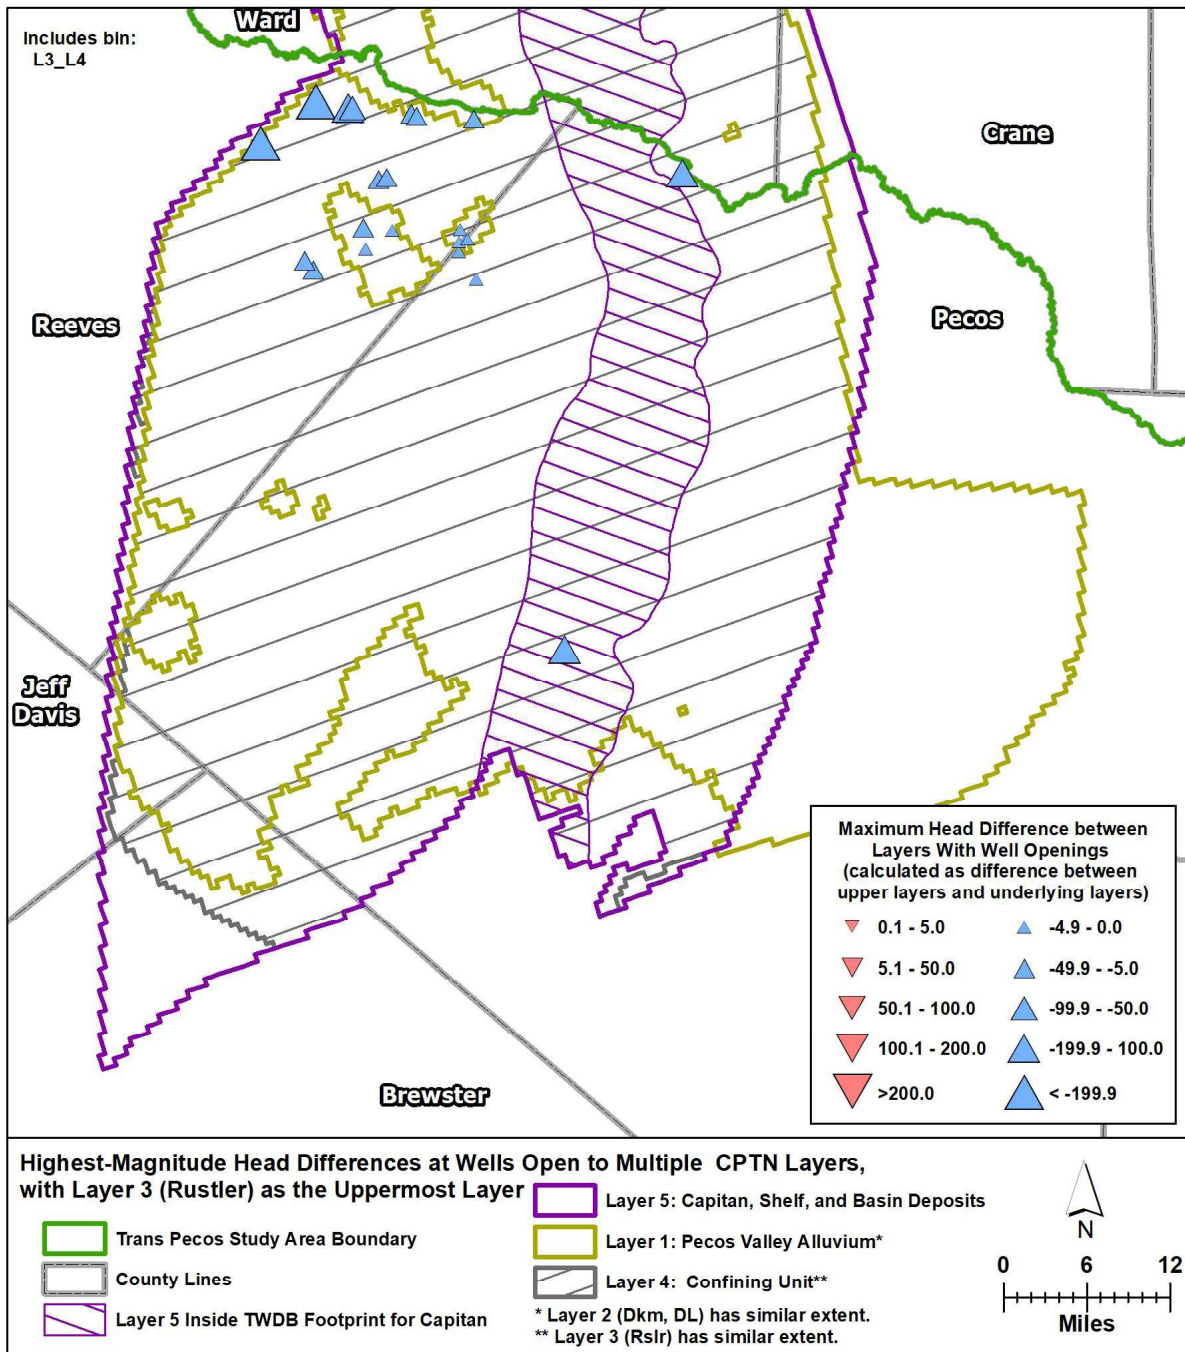 Includes bin:
L3_L4
Ward
Crane
Reeves
Pecos
Jeff
Davis
Brewster
Maximum Head Difference between
Layers With Well Openings
(calculated as difference between
upper layers and underlying layers)
0.1 - 5.0
-4.9 - 0.0
5.1 - 50.0
-49.9 - -5.0
50.1 - 100.0
-99.9 - -50.0
100.1 - 200.0
-199.9 - 100.0
>200.0
< -199.9
Highest-Magnitude Head Differences at Wells Open to Multiple CPTN Layers,
with Layer 3 (Rustler) as the Uppermost Layer
Trans Pecos Study Area Boundary
County Lines
Layer 5 Inside TWDB Footprint for Capitan
Layer 5: Capitan, Shelf, and Basin Deposits
Layer 1: Pecos Valley Alluvium*
Layer 4: Confining Unit**
* Layer 2 (Dkm, DL) has similar extent.
** Layer 3 (Rslr) has similar extent.
N
0 6 12
Miles